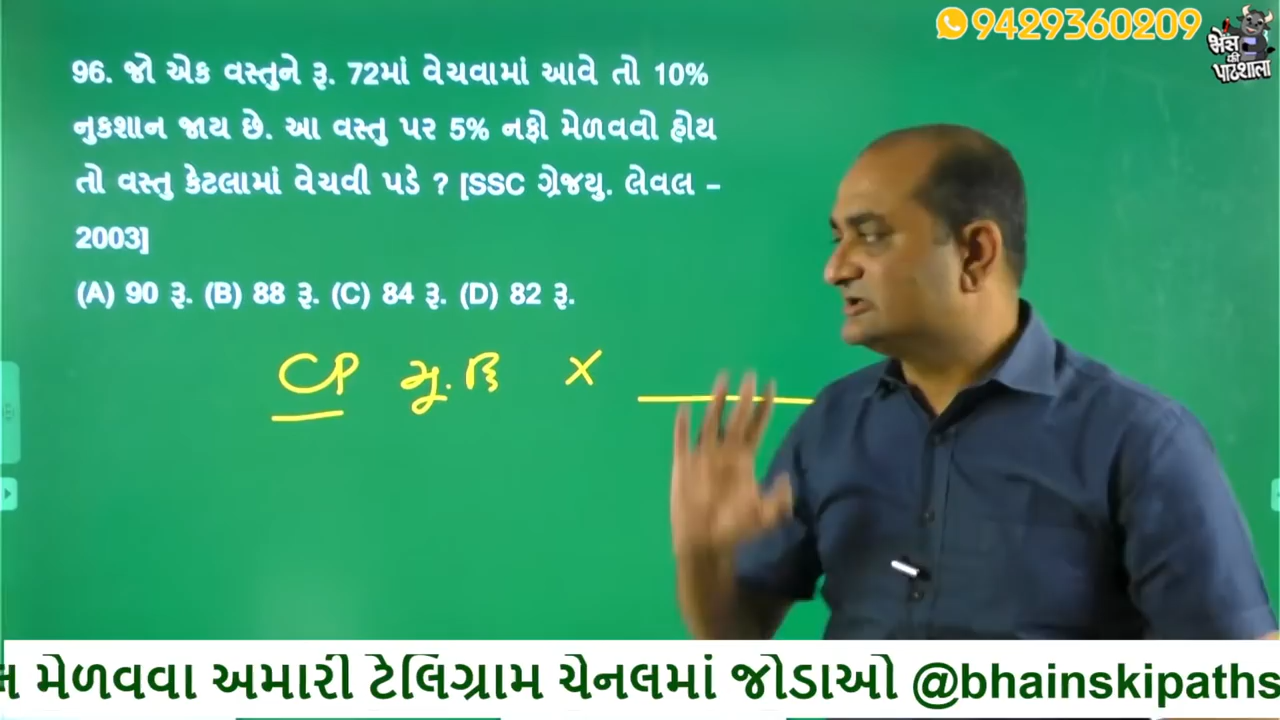 9429360209
भैंस
की
पाठशाला
96. જો એક વસ્તુને રૂ. 72માં વેચવામાં આવે તો 10%
નુકશાન જાય છે. આ વસ્તુ પર 5% નફો મેળવવો હોય
તો વસ્તુ કેટલામાં વેચવી પડે ? [SSC ગ્રેજયુ. લેવલ –
2003]
(A) 90 રૂ. (B) 88 રૂ. (C) 84 રૂ. (D) 82 રૂ.
CP મૂ. કિ ×
મેળવવા અમારી ટેલિગ્રામ ચેનલમાં જોડાઓ @bhainskipaths